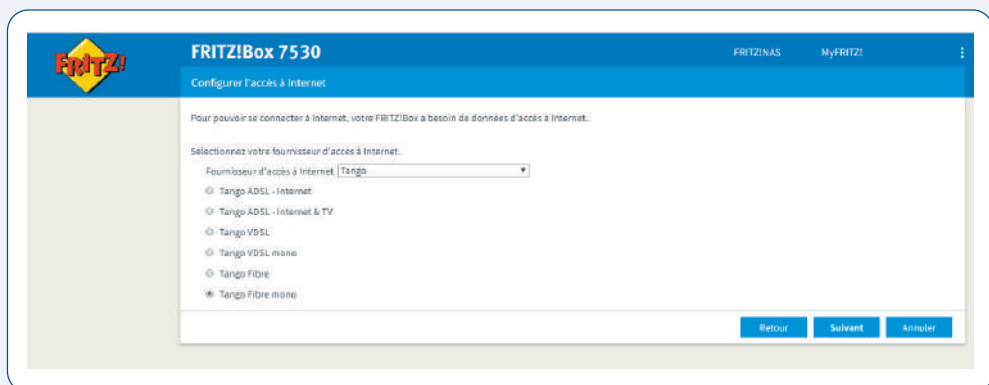 FRITZ!
FRITZ!Box 7530
FRITZ!NAS MyFRITZ!
Configurer l'accès à Internet
Pour pouvoir se connecter à Internet, votre FRITZ!Box a besoin de données d'accès à Internet.
Sélectionnez votre fournisseur d'accès à Internet.
Fournisseur d'accès à Internet Tango
Tango ADSL - Internet
Tango ADSL - Internet & TV
Tango VDSL
Tango VDSL mono
Tango Fibre
Tango Fibre mono
Retour Suivant Annuler